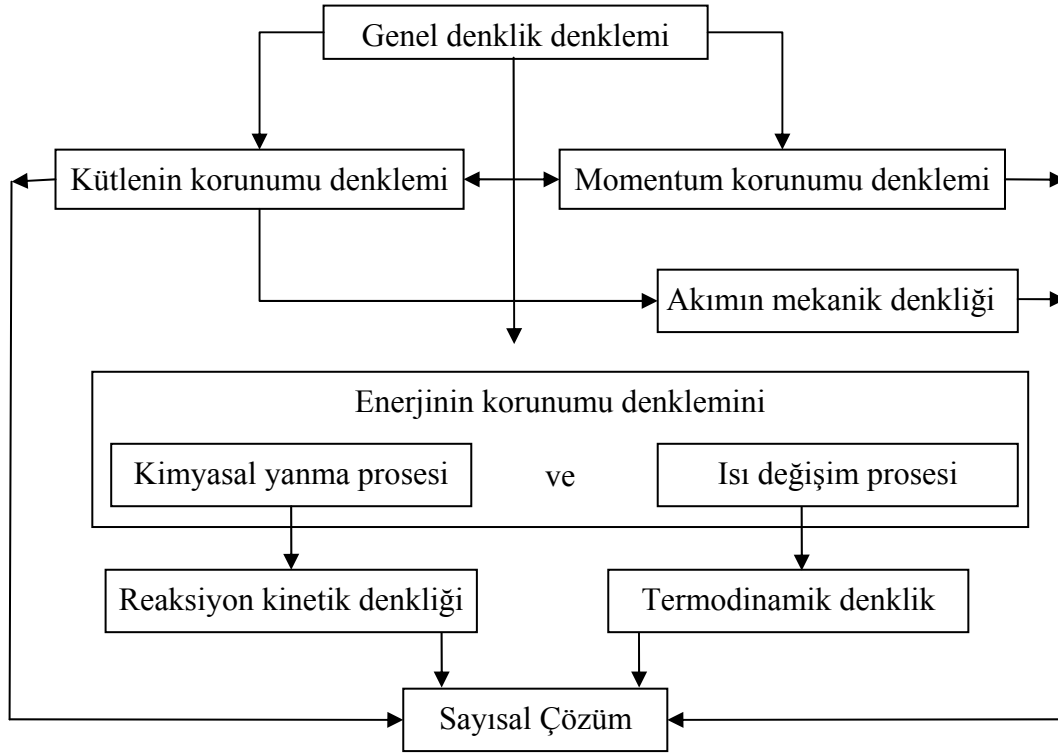 Genel denklik denklemi
Kütlenin korunumu denklemi
Momentum korunumu denklemi
Akımın mekanik denkliği
Enerjinin korunumu denklemini
Kimyasal yanma prosesi
ve
Isı değişim prosesi
Reaksiyon kinetik denkliği
Termodinamik denklik
Sayısal Çözüm